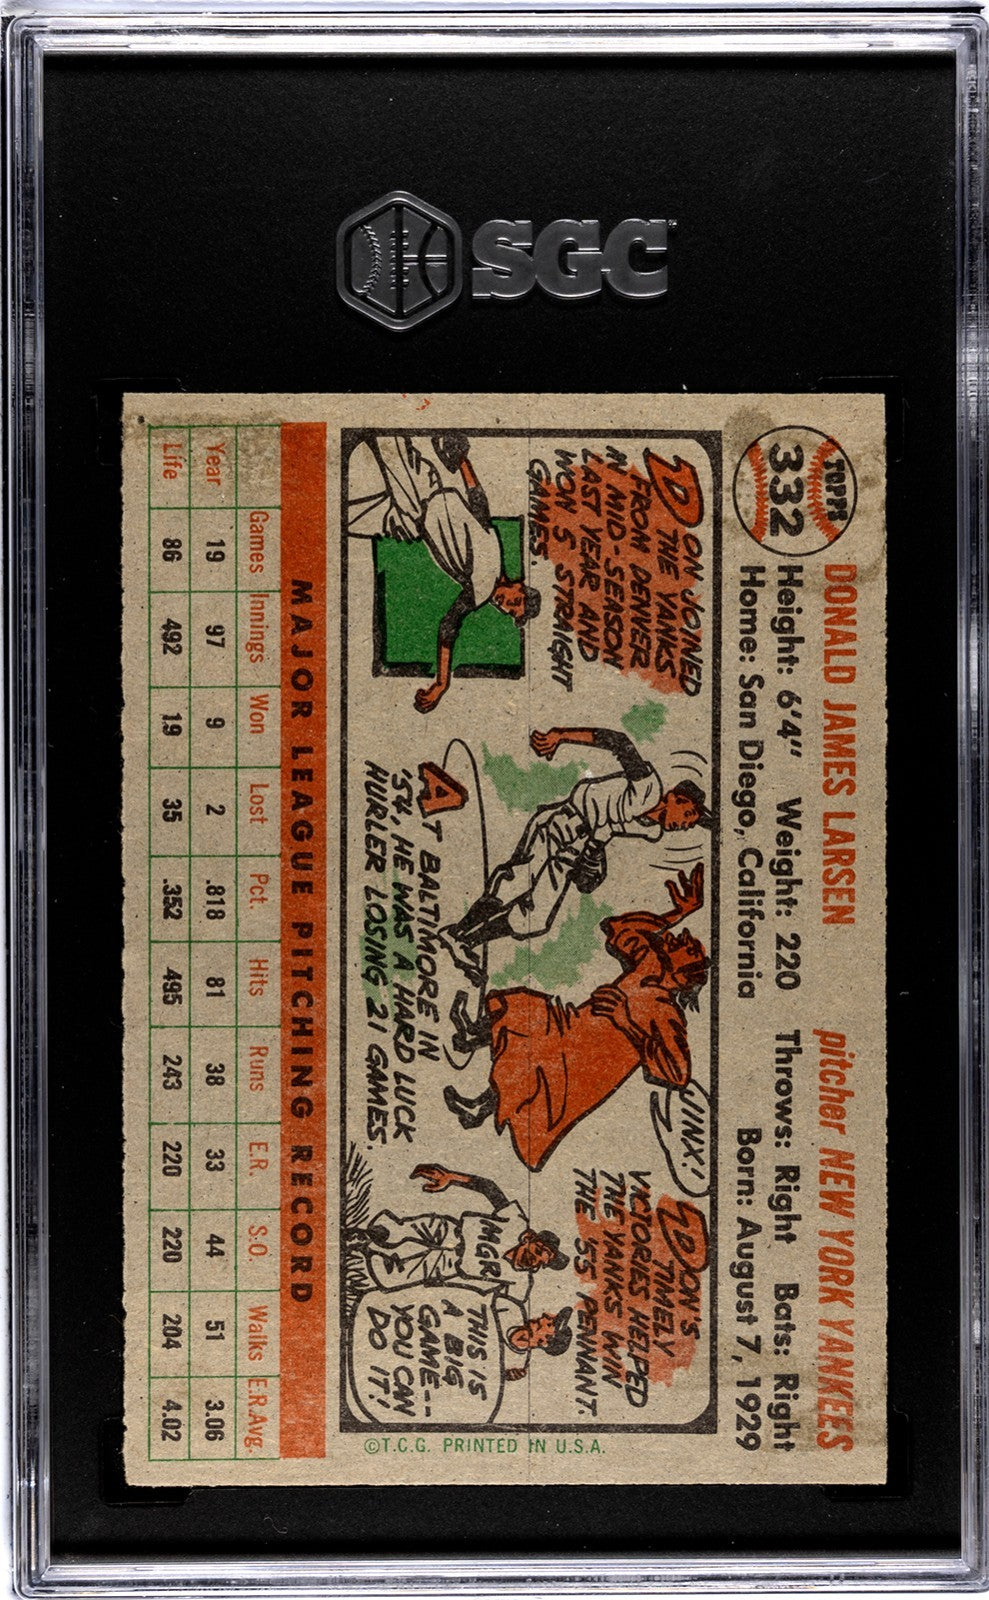 SGC
TOPPS
332
DONALD JAMES LARSEN pitcher NEW YORK YANKEES
Height: 6'4" Weight: 220 Throws: Right Bats: Right
Home: San Diego, California Born: August 7, 1929
DON JOINED
THE YANKS
FROM DENVER
IN MID-SEASON
LAST YEAR AND
WON 5 STRAIGHT
GAMES.
JINX!
AT BALTIMORE IN
'54, HE WAS A HARD LUCK
HURLER LOSING 21 GAMES.
DON'S
TIMELY
VICTORIES HELPED
THE YANKS WIN
THE '55 PENNANT.
MGR
THIS IS
A BIG
GAME--
YOU CAN
DO IT!
©T.C.G. PRINTED IN U.S.A.
MAJOR LEAGUE PITCHING RECORD
Games Innings Won Lost Pct. Hits Runs E.R. S.O. Walks E.R.Avg.
Year 19 97 9 2 .818 81 38 33 44 51 3.06
Life 86 492 19 35 .352 495 243 220 220 204 4.02